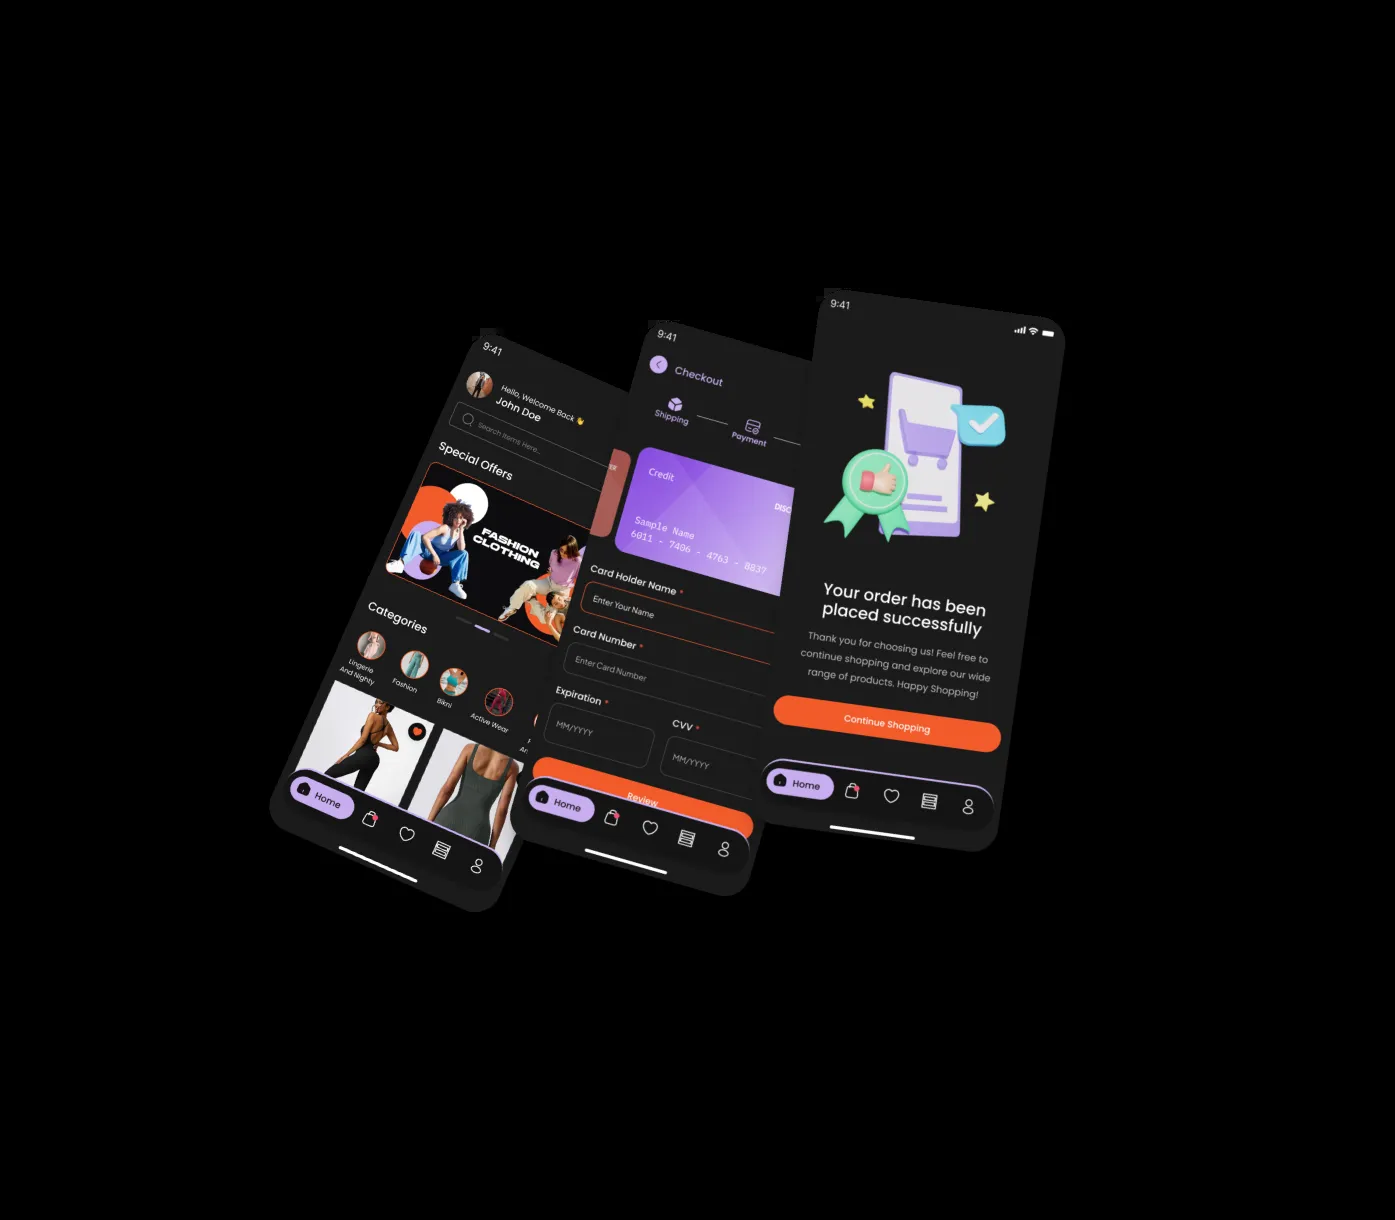 9:41
Hello, Welcome Back 👋
John Doe
Search Items Here..
Special Offers
FASHION
CLOTHING
Categories
Lingerie
And Nighty
Fashion
Bikni
Active Wear
Home
9:41
Checkout
Shipping
Payment
Credit
DISC
Sample Name
6011 - 7406 - 4763 - 8837
Card Holder Name *
Enter Your Name
Card Number *
Enter Card Number
Expiration *
CVV *
MM/YYYY
MM/YYYY
Review
Home
9:41
Your order has been
placed successfully
Thank you for choosing us! Feel free to
continue shopping and explore our wide
range of products. Happy Shopping!
Continue Shopping
Home